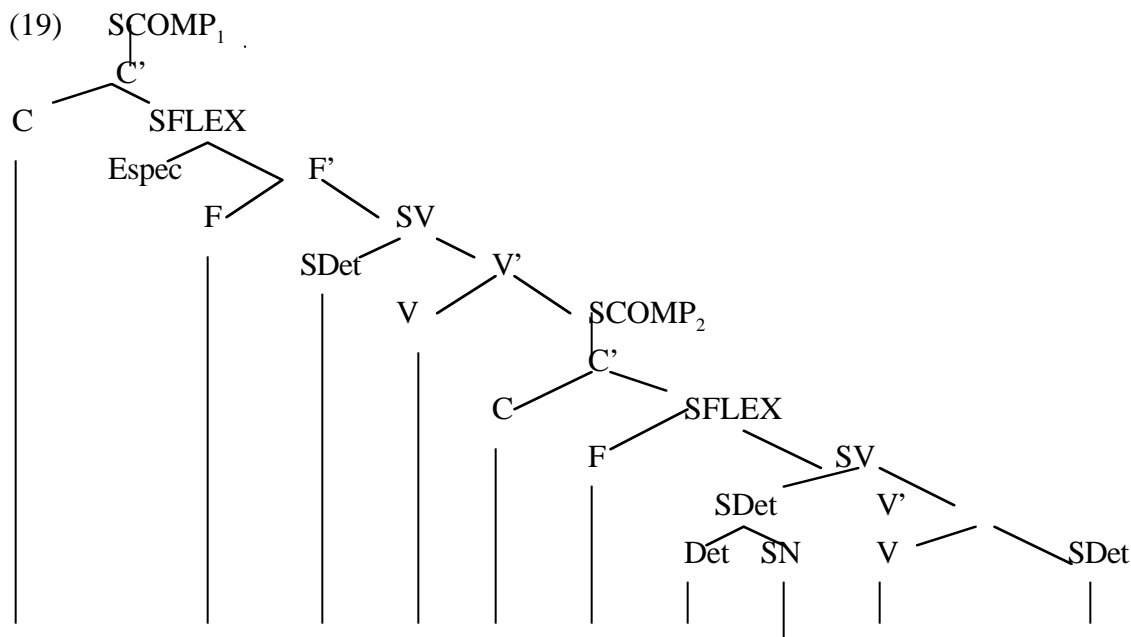 (19) SCOMP₁
C’
C SFLEX
Espec F’
F SV
SDet V’
V SCOMP₂
C’
C SFLEX
F SV
SDet V’
Det SN V SDet